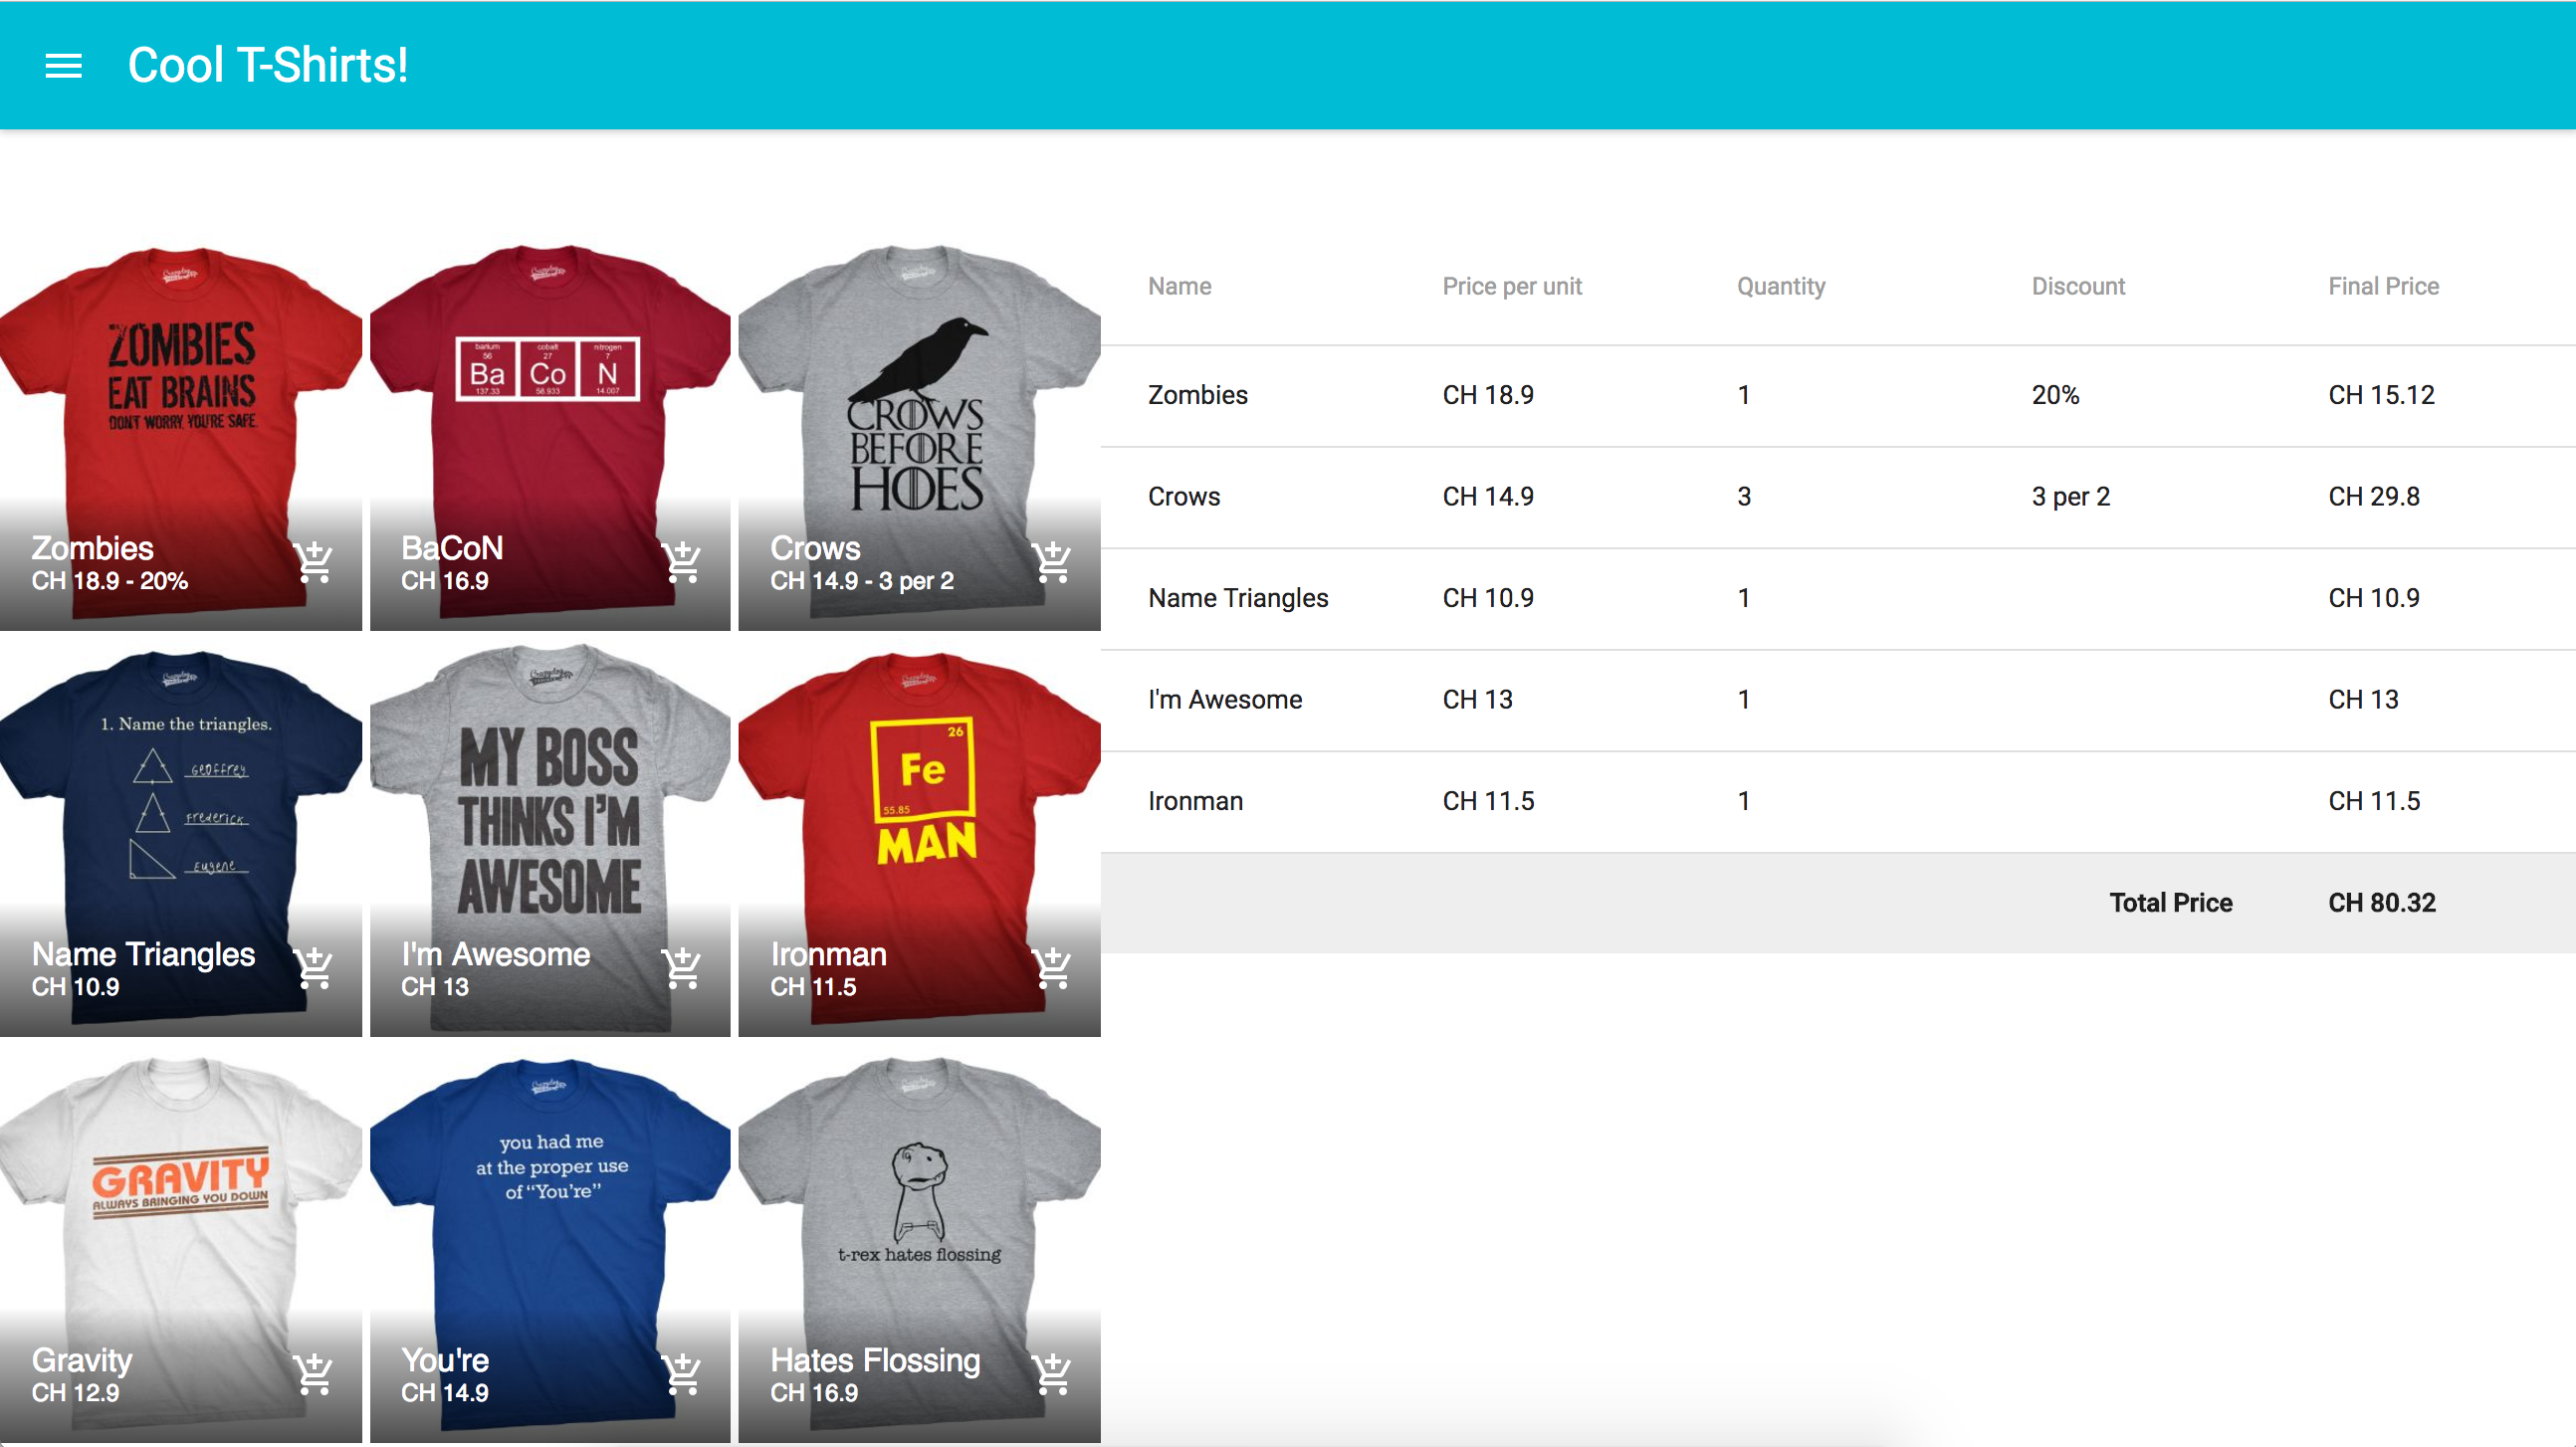 Cool T-Shirts!
ZOMBIES
EAT BRAINS
DON'T WORRY, YOU'RE SAFE.
Zombies
CH 18.9 - 20%
barium cobalt nitrogen
56 27 7
Ba Co N
137.33 58.933 14.007
BaCoN
CH 16.9
CROWS
BEFORE
HOES
Crows
CH 14.9 - 3 per 2
1. Name the triangles.
Geoffrey
Frederick
Eugene
Name Triangles
CH 10.9
MY BOSS
THINKS I'M
AWESOME
I'm Awesome
CH 13
26
Fe
55.85
MAN
Ironman
CH 11.5
GRAVITY
ALWAYS BRINGING YOU DOWN
Gravity
CH 12.9
you had me
at the proper use
of "You're"
You're
CH 14.9
t-rex hates flossing
Hates Flossing
CH 16.9
Name Price per unit Quantity Discount Final Price
Zombies CH 18.9 1 20% CH 15.12
Crows CH 14.9 3 3 per 2 CH 29.8
Name Triangles CH 10.9 1 CH 10.9
I'm Awesome CH 13 1 CH 13
Ironman CH 11.5 1 CH 11.5
Total Price CH 80.32